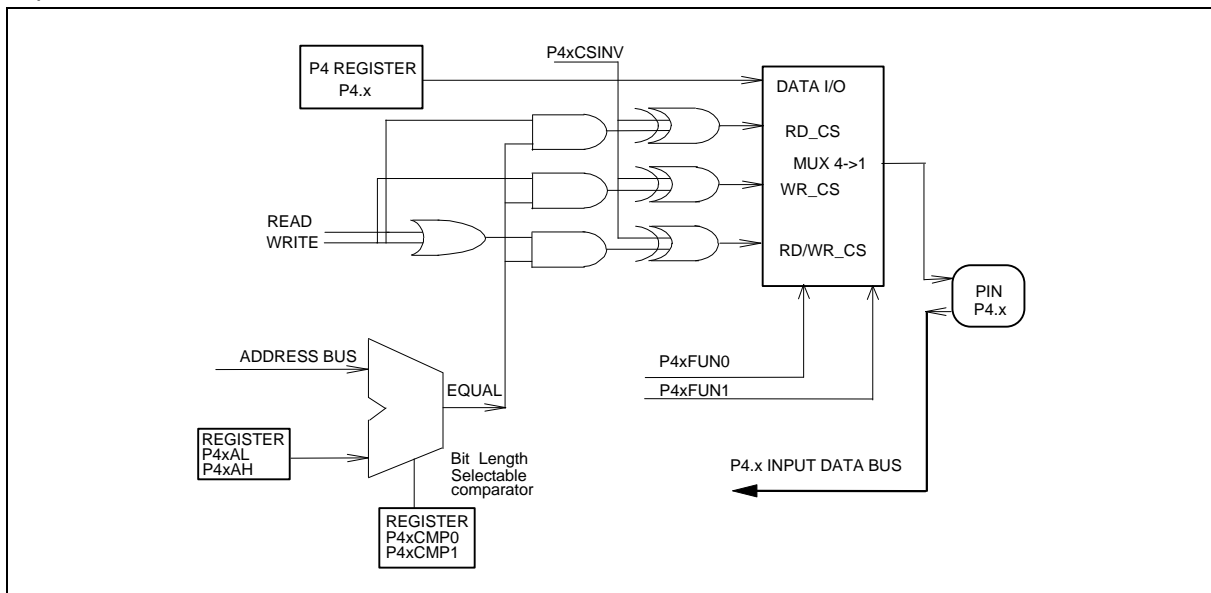 P4xCSINV
P4 REGISTER
P4.x
DATA I/O
RD_CS
MUX 4->1
WR_CS
READ
WRITE
RD/WR_CS
PIN
P4.x
ADDRESS BUS
P4xFUN0
EQUAL
P4xFUN1
REGISTER
P4xAL
P4xAH
Bit Length
Selectable
comparator
P4.x INPUT DATA BUS
REGISTER
P4xCMP0
P4xCMP1